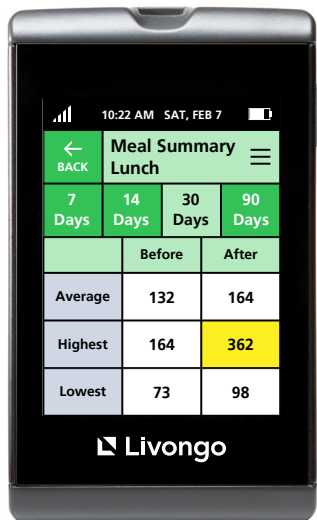 10:22 AM SAT, FEB 7
BACK
Meal Summary
Lunch
7 Days 14 Days 30 Days 90 Days
Before After
Average 132 164
Highest 164 362
Lowest 73 98
Livongo